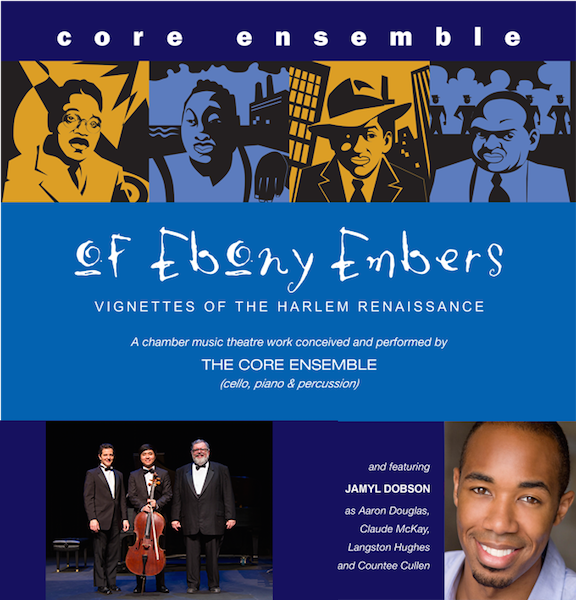 core ensemble
of Ebony Embers
VIGNETTES OF THE HARLEM RENAISSANCE
A chamber music theatre work conceived and performed by
THE CORE ENSEMBLE
(cello, piano & percussion)
and featuring
JAMYL DOBSON
as Aaron Douglas,
Claude McKay,
Langston Hughes
and Countee Cullen